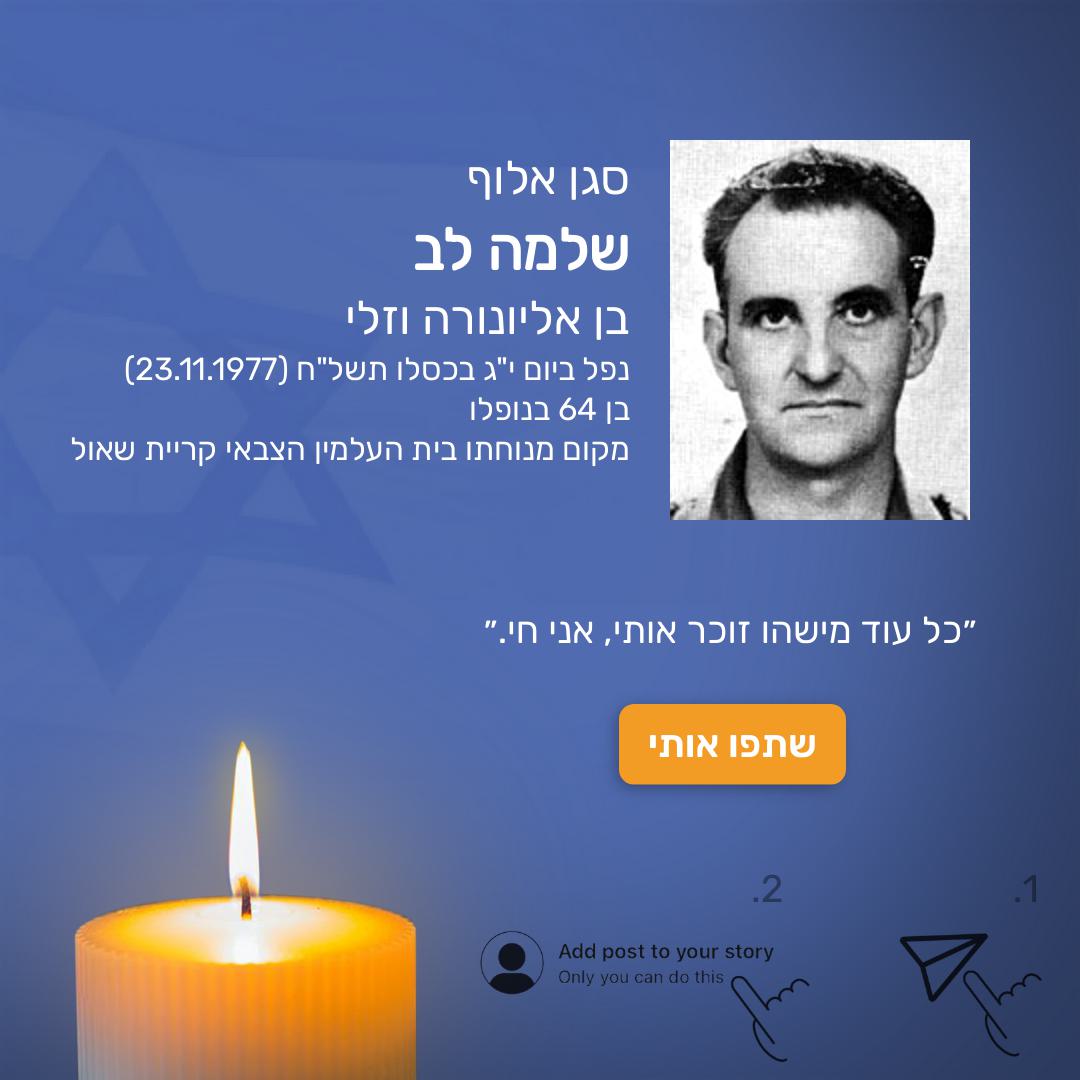 סגן אלוף
שלמה לב
בן אליונורה וזלי
נפל ביום י"ג בכסלו תשל"ח (23.11.1977)
בן 64 בנופלו
מקום מנוחתו בית העלמין הצבאי קריית שאול
״כל עוד מישהו זוכר אותי, אני חי.״
שתפו אותי
1.
2.
Add post to your story
Only you can do this